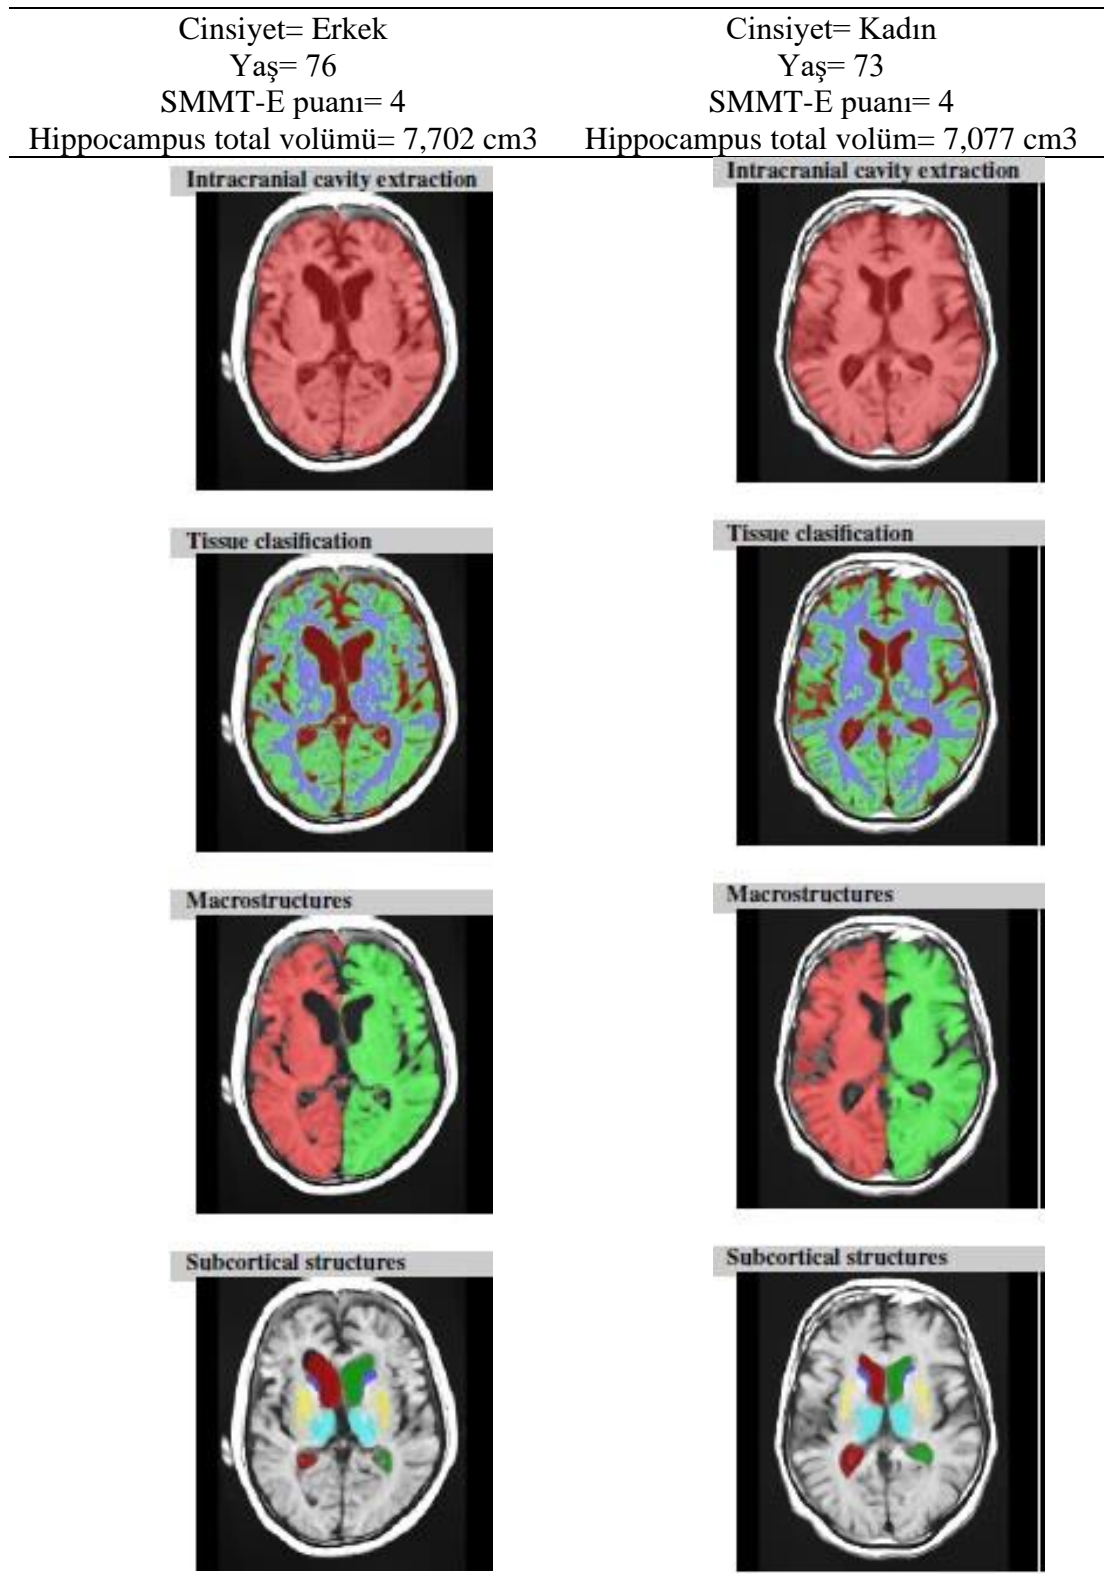 Cinsiyet= Erkek
Yaş= 76
SMMT-E puanı= 4
Hippocampus total volümü= 7,702 cm3
Cinsiyet= Kadın
Yaş= 73
SMMT-E puanı= 4
Hippocampus total volüm= 7,077 cm3
Intracranial cavity extraction
Intracranial cavity extraction
Tissue clasification
Tissue clasification
Macrostructures
Macrostructures
Subcortical structures
Subcortical structures